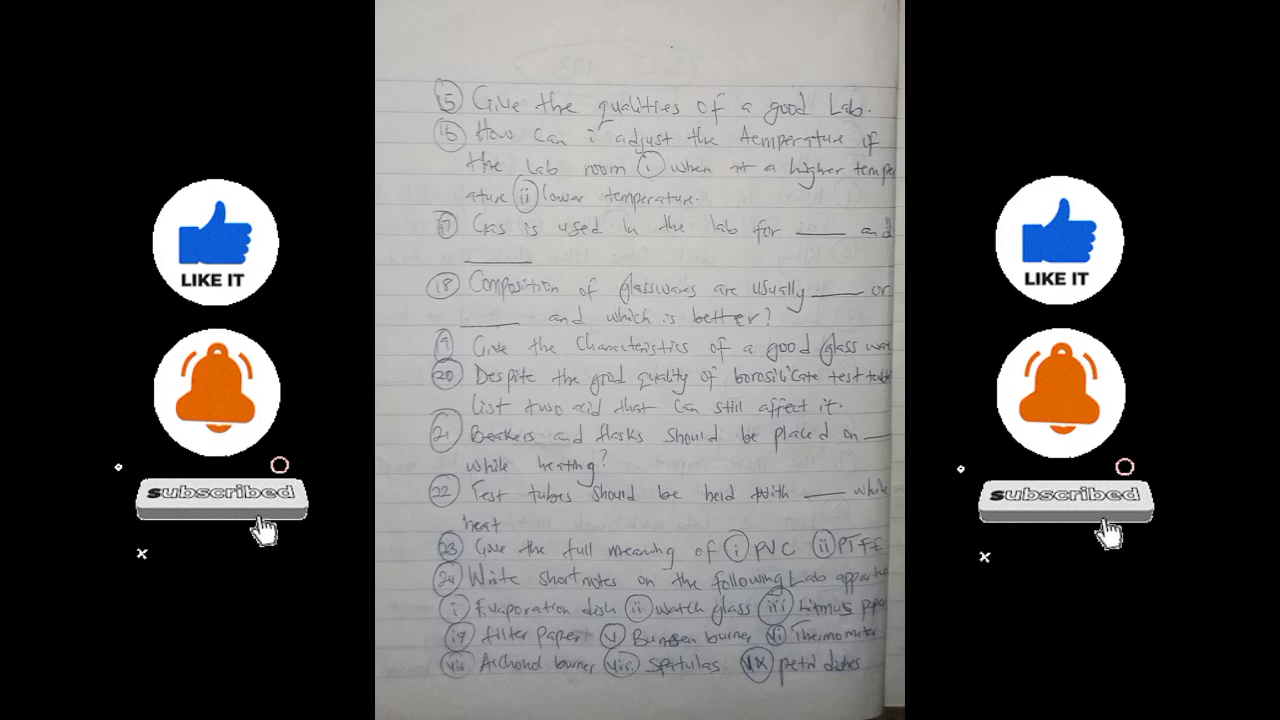 15 Give the qualities of a good Lab.
16 How can i adjust the temperature of
the Lab room i when it a higher tempe
ature ii lower temperature.
17 Gas is used in the lab for ____ and
____
18 Composition of glasswares are usually ____ or
____ and which is better?
19 Give the characteristics of a good glass wa
20 Despite the good quality of borosilicate test tube
list two acid that can still affect it.
21 Beakers and flasks should be placed on __
while heating?
22 Test tubes should be held with ____ while
heat
23 Give the full meaning of i PVC ii PTFE
24 Write short notes on the following Lab
i Evaporation dish ii watch glass iii Litmus paper
iv filter paper v Bunsen burner vi Thermometer
vii burner viii Spatulas ix petri dishes
LIKE IT
subscribed
LIKE IT
subscribed